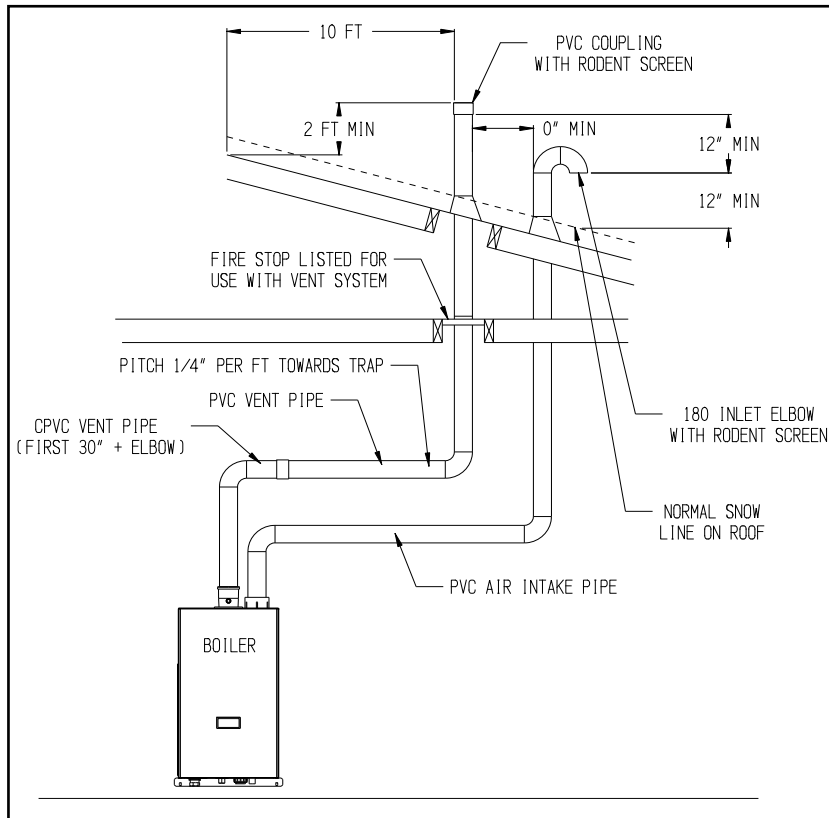 10 FT
PVC COUPLING
WITH RODENT SCREEN
2 FT MIN
0" MIN
12" MIN
12" MIN
FIRE STOP LISTED FOR
USE WITH VENT SYSTEM
PITCH 1/4" PER FT TOWARDS TRAP
PVC VENT PIPE
CPVC VENT PIPE
(FIRST 30" + ELBOW)
180 INLET ELBOW
WITH RODENT SCREEN
NORMAL SNOW
LINE ON ROOF
PVC AIR INTAKE PIPE
BOILER